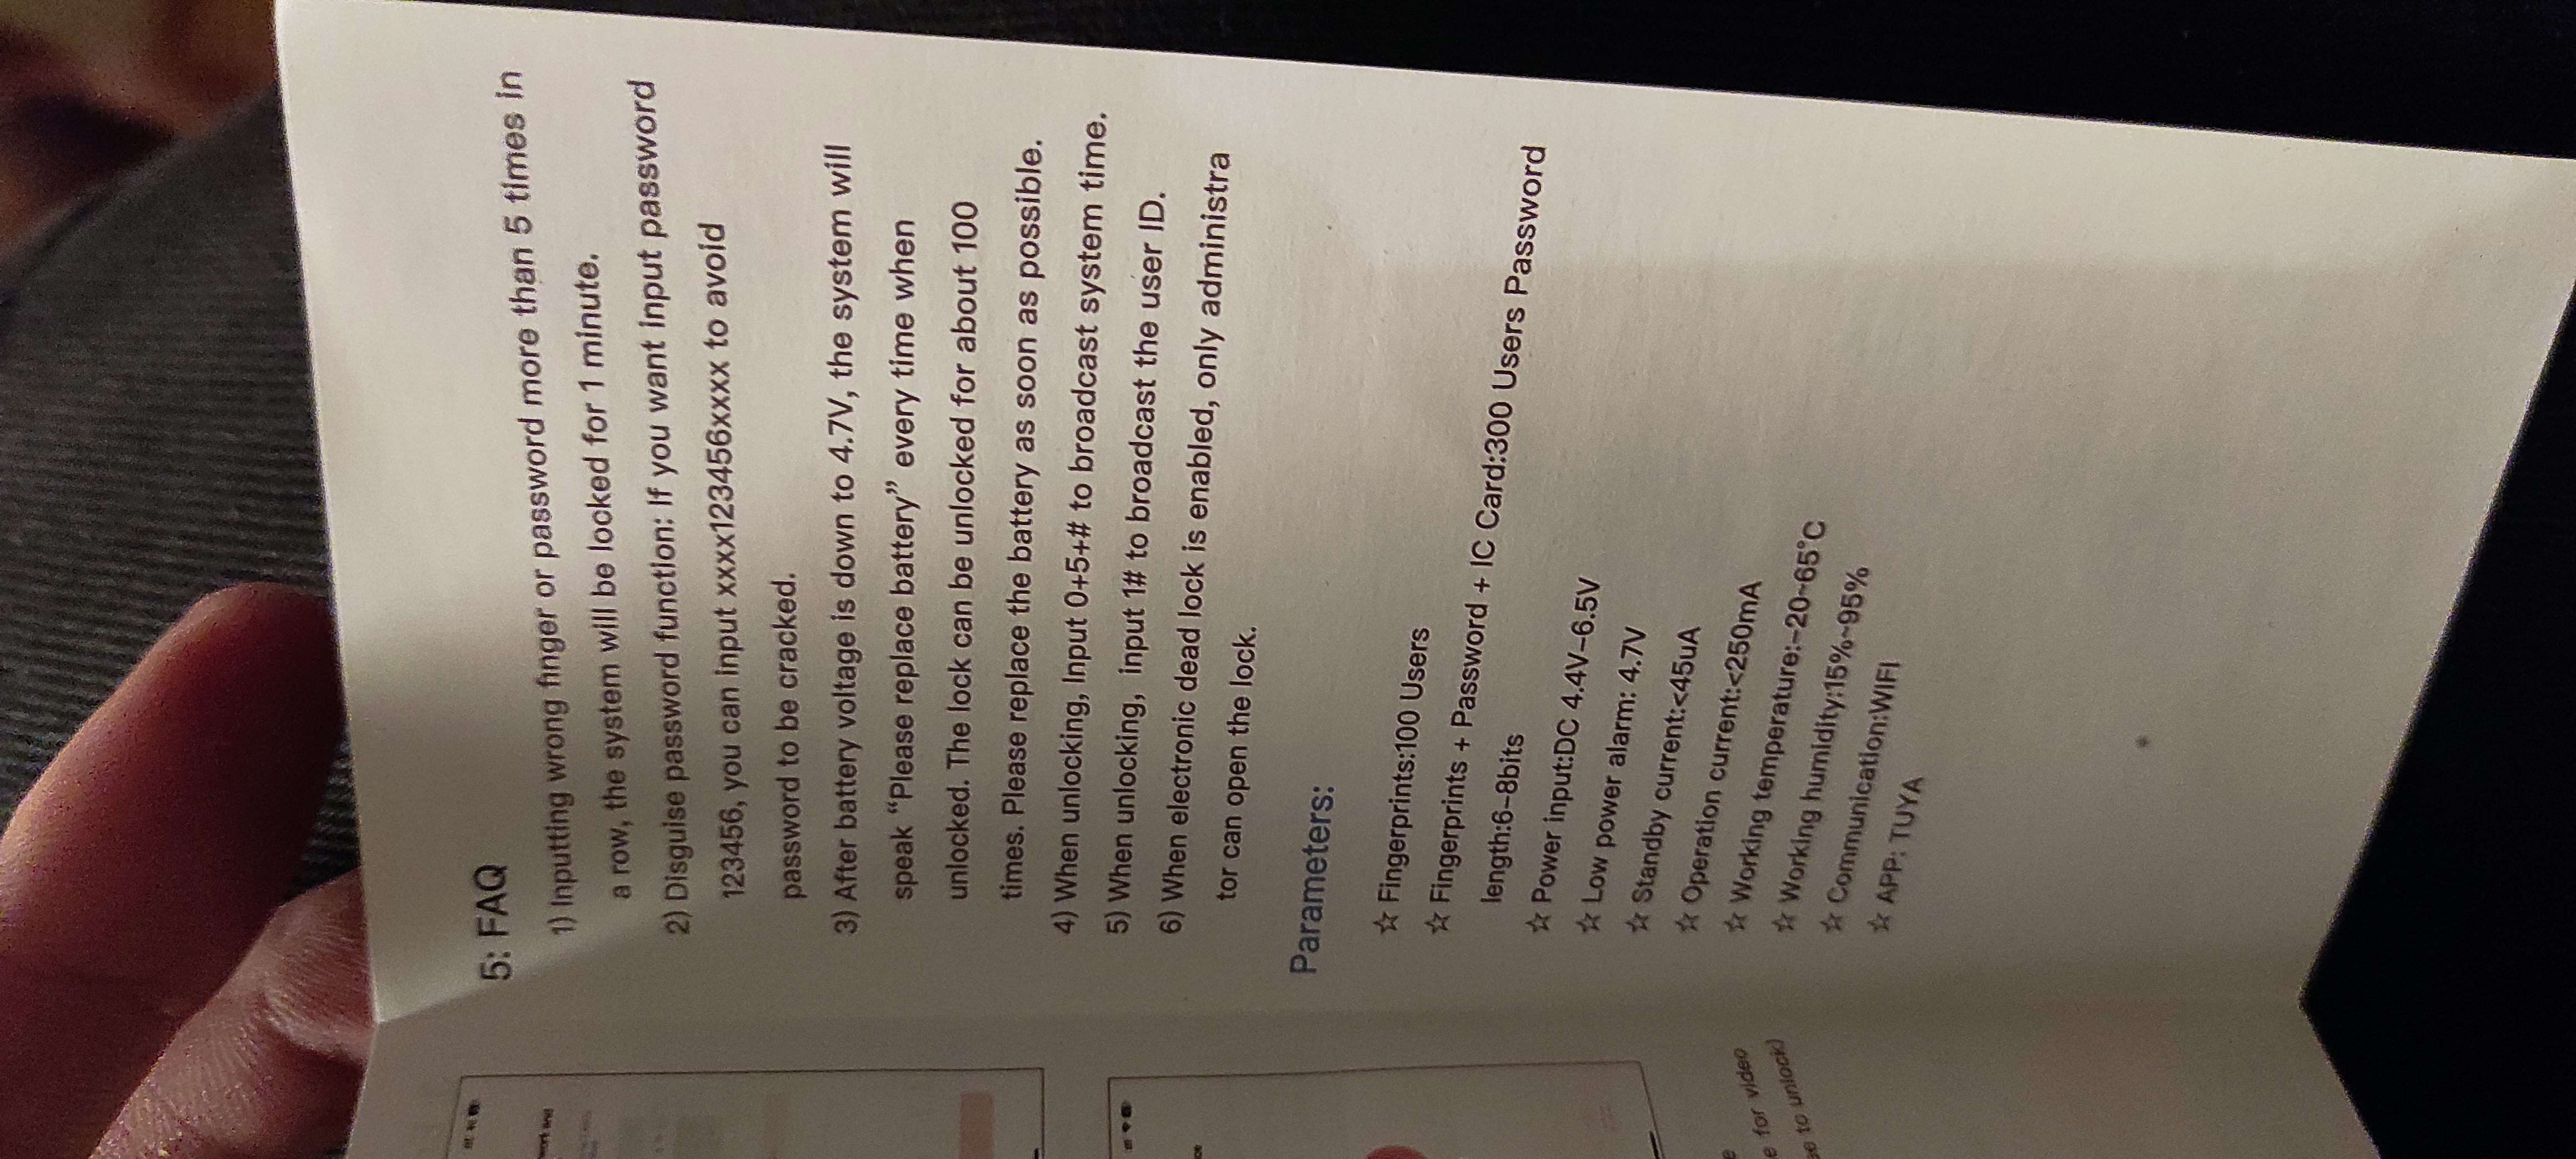 work and
5: FAQ
1) Inputting wrong finger or password more than 5 times in
a row, the system will be locked for 1 minute.
2) Disguise password function: If you want input password
123456, you can input xxxx123456xxxx to avoid
password to be cracked.
3) After battery voltage is down to 4.7V, the system will
speak “Please replace battery” every time when
unlocked. The lock can be unlocked for about 100
times. Please replace the battery as soon as possible.
4) When unlocking, Input 0+5+# to broadcast system time.
5) When unlocking, input 1# to broadcast the user ID.
6) When electronic dead lock is enabled, only administra
tor can open the lock.
Parameters:
☆ Fingerprints:100 Users
☆ Fingerprints + Password + IC Card:300 Users Password
length:6–8bits
☆ Power input:DC 4.4V–6.5V
☆ Low power alarm: 4.7V
☆ Standby current:<45uA
☆ Operation current:<250mA
☆ Working temperature:–20~65°C
☆ Working humidity:15%~95%
☆ Communication:WIFI
☆ APP: TUYA
e for video
to unlock)